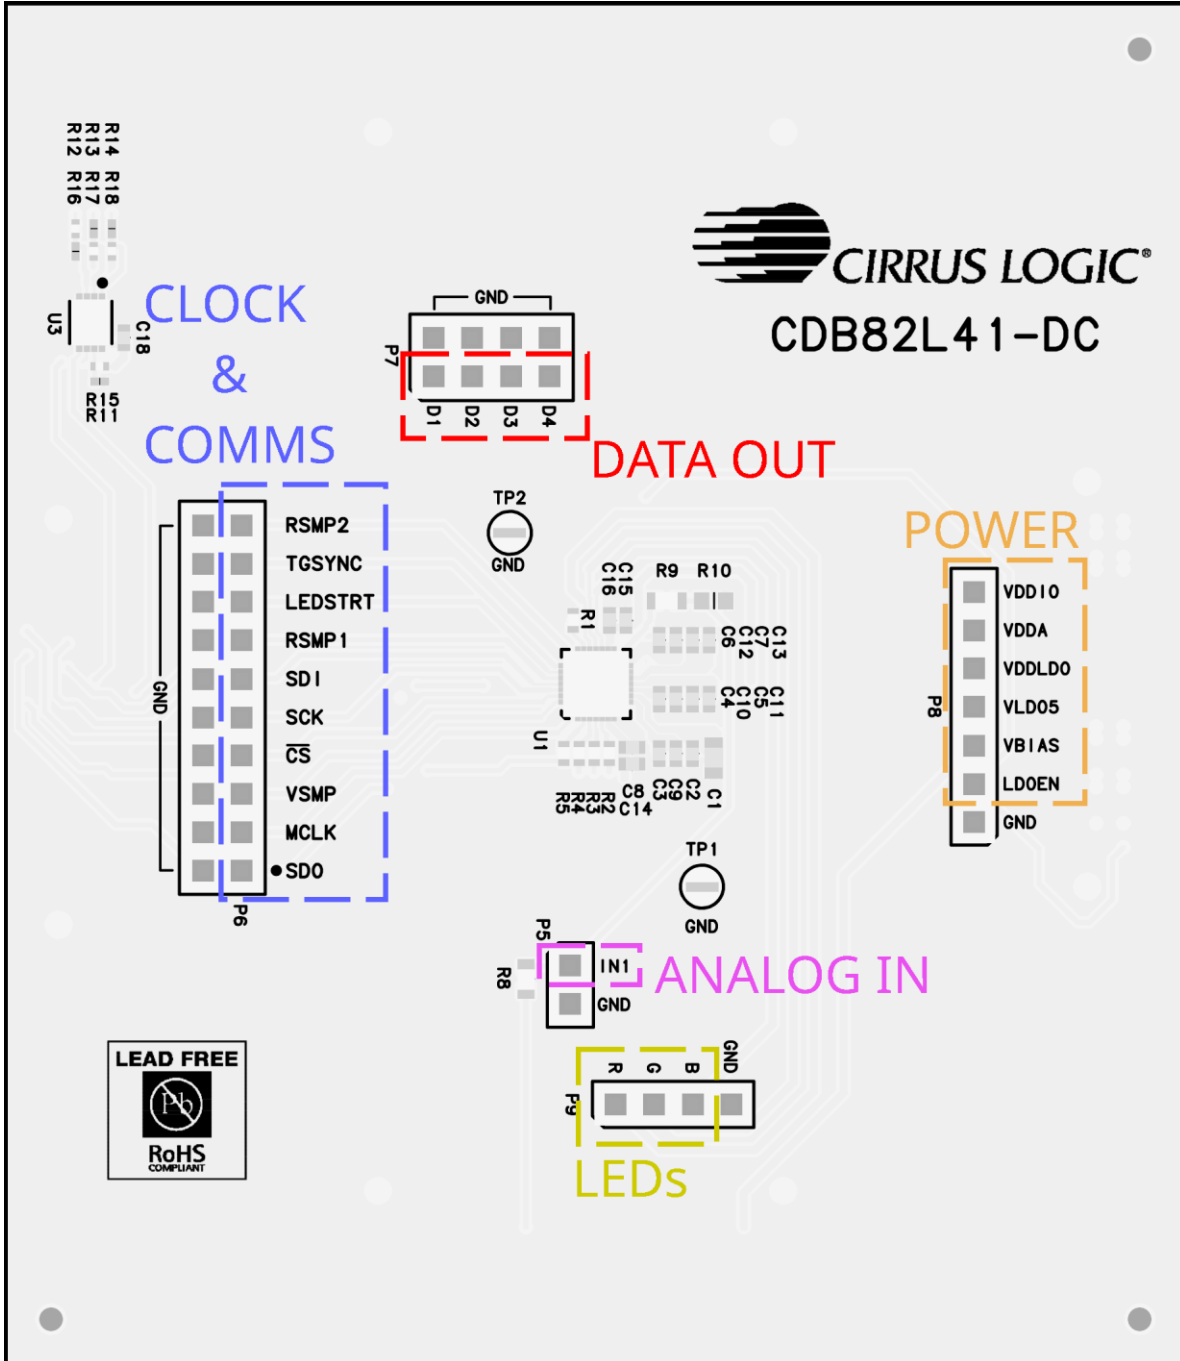 R12
R13
R14
R16
R17
R18
U3
C18
R15
R11
CLOCK
&
COMMS
CIRRUS LOGIC®
CDB82L41-DC
GND
P7
D1
D2
D3
D4
DATA OUT
TP2
GND
GND
RSMP2
TGSYNC
LEDSTRT
RSMP1
SDI
SCK
CS
VSMP
MCLK
SDO
P6
POWER
VDDIO
VDDA
VDDLDO
VLDO5
VBIAS
LDOEN
GND
P8
R1
C16
C15
R9
R10
C6
C12
C7
C13
C4
C10
C5
C11
U1
R5
R4
R3
R2
C8
C14
C3
C9
C2
C1
TP1
GND
P5
IN1
GND
R8
ANALOG IN
R
G
B
GND
P9
LEDs
LEAD FREE
Pb
RoHS
COMPLIANT